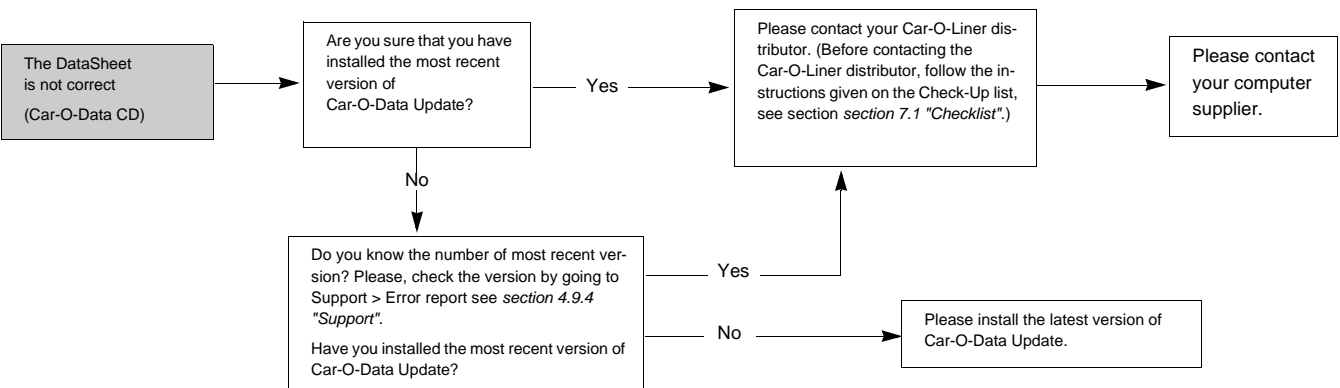 The DataSheet
is not correct
(Car-O-Data CD)
Are you sure that you have
installed the most recent
version of
Car-O-Data Update?
Yes
Please contact your Car-O-Liner dis-
tributor. (Before contacting the
Car-O-Liner distributor, follow the in-
structions given on the Check-Up list,
see section section 7.1 "Checklist".)
Please contact
your computer
supplier.
No
Do you know the number of most recent ver-
sion? Please, check the version by going to
Support > Error report see section 4.9.4
"Support".
Have you installed the most recent version of
Car-O-Data Update?
Yes
No
Please install the latest version of
Car-O-Data Update.